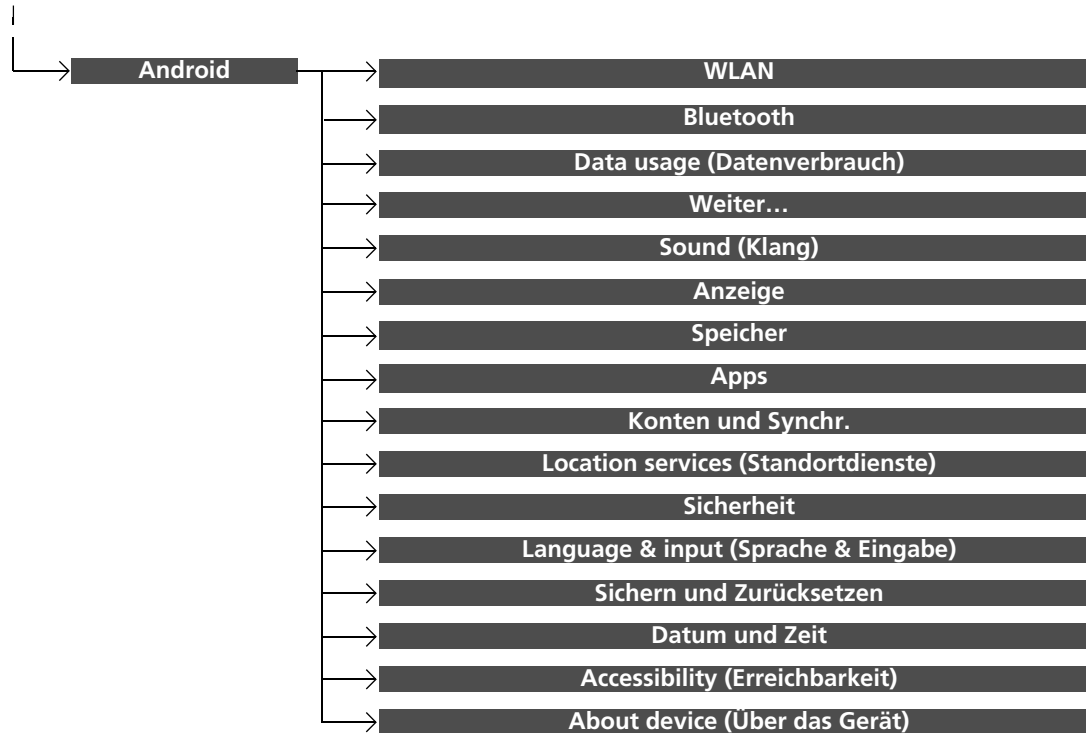 Android
WLAN
Bluetooth
Data usage (Datenverbrauch)
Weiter…
Sound (Klang)
Anzeige
Speicher
Apps
Konten und Synchr.
Location services (Standortdienste)
Sicherheit
Language & input (Sprache & Eingabe)
Sichern und Zurücksetzen
Datum und Zeit
Accessibility (Erreichbarkeit)
About device (Über das Gerät)